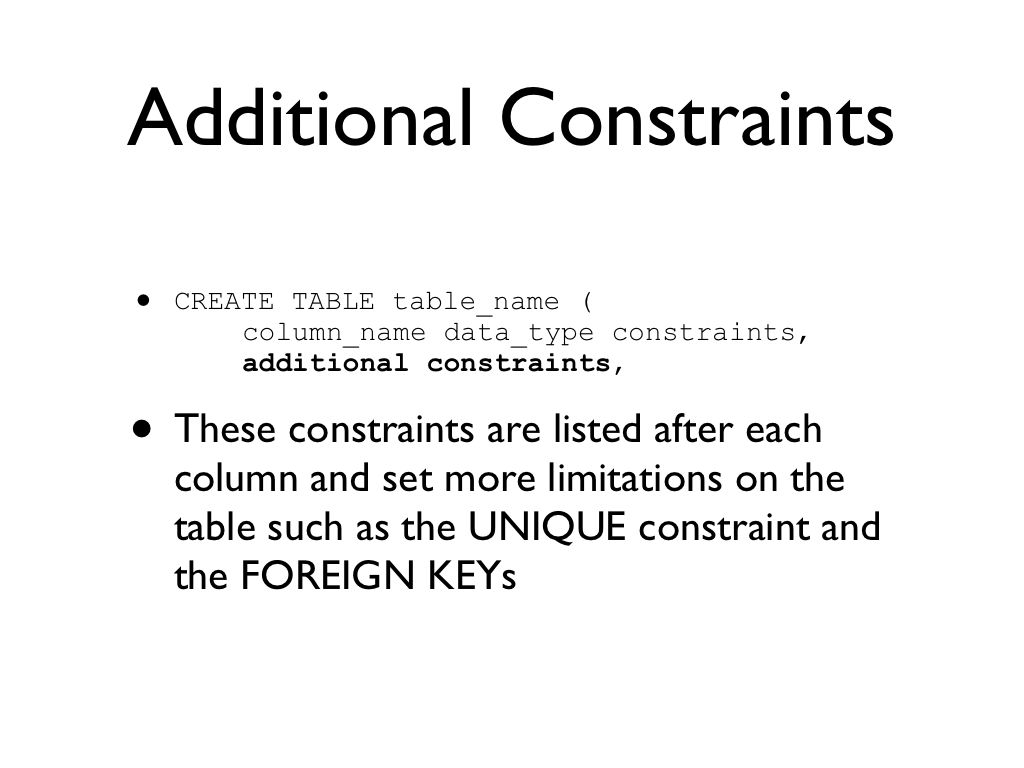 Additional Constraints
• CREATE TABLE table_name (
column_name data_type constraints,
additional constraints,
• These constraints are listed after each
column and set more limitations on the
table such as the UNIQUE constraint and
the FOREIGN KEYs